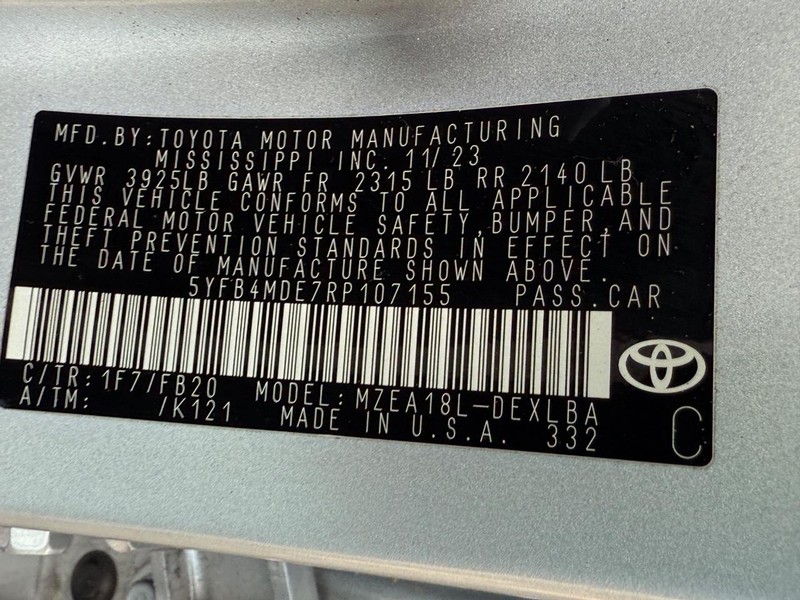 MFD. BY: TOYOTA MOTOR MANUFACTURING
MISSISSIPPI INC. 11/23
GVWR 3925LB GAWR FR 2315 LB RR 2140 LB
THIS VEHICLE CONFORMS TO ALL APPLICABLE
FEDERAL MOTOR VEHICLE SAFETY, BUMPER, AND
THEFT PREVENTION STANDARDS IN EFFECT ON
THE DATE OF MANUFACTURE SHOWN ABOVE.
5YFB4MDE7RP107155 PASS. CAR
C/TR: 1F7/FB20 MODEL: MZEA18L-DEXLBA
A/TM: /K121 MADE IN U.S.A. 332 C